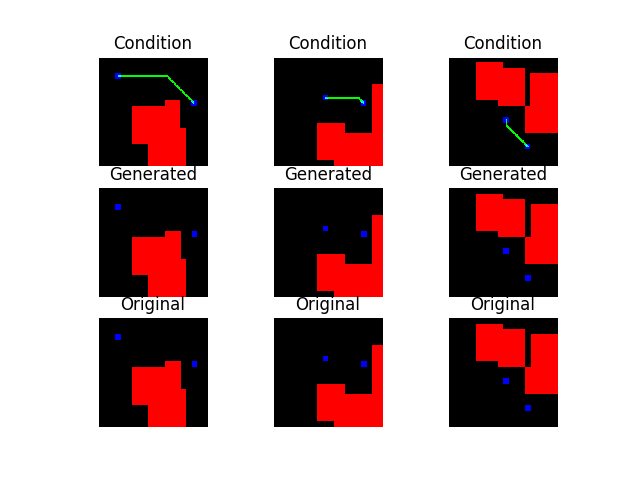 Condition Condition Condition
Generated Generated Generated
Original Original Original